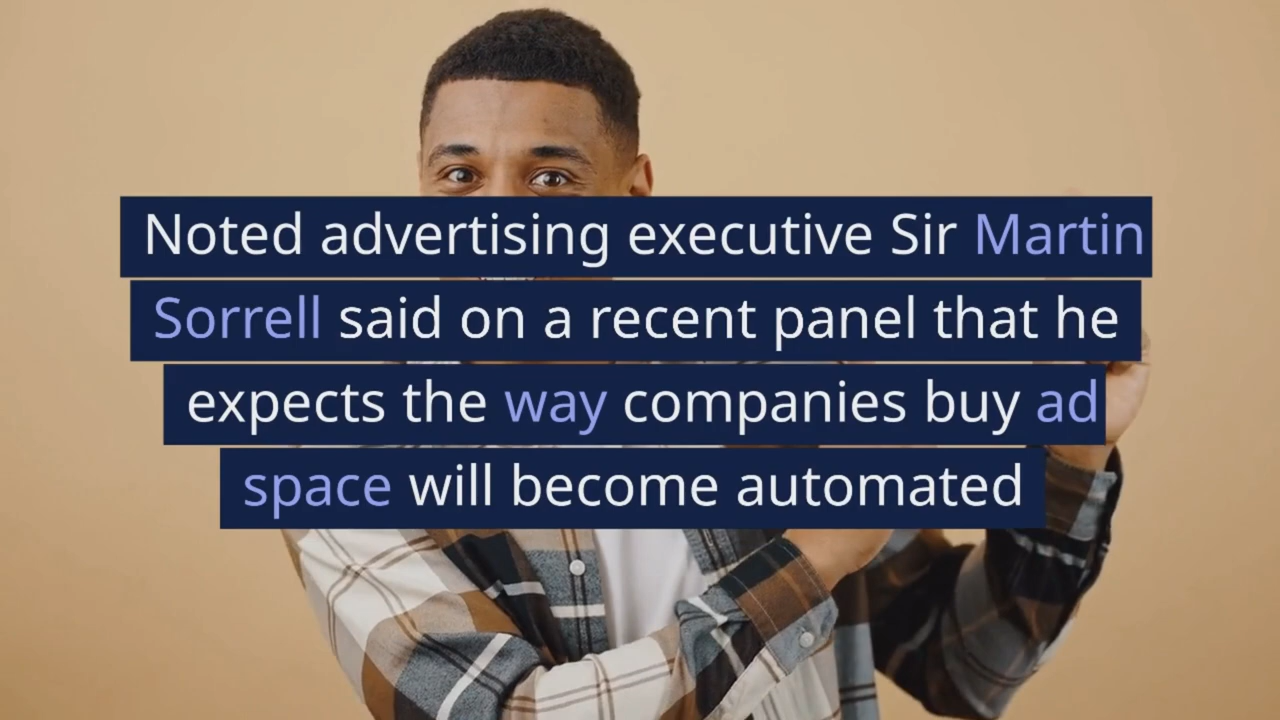 Noted advertising executive Sir Martin
Sorrell said on a recent panel that he
expects the way companies buy ad
space will become automated